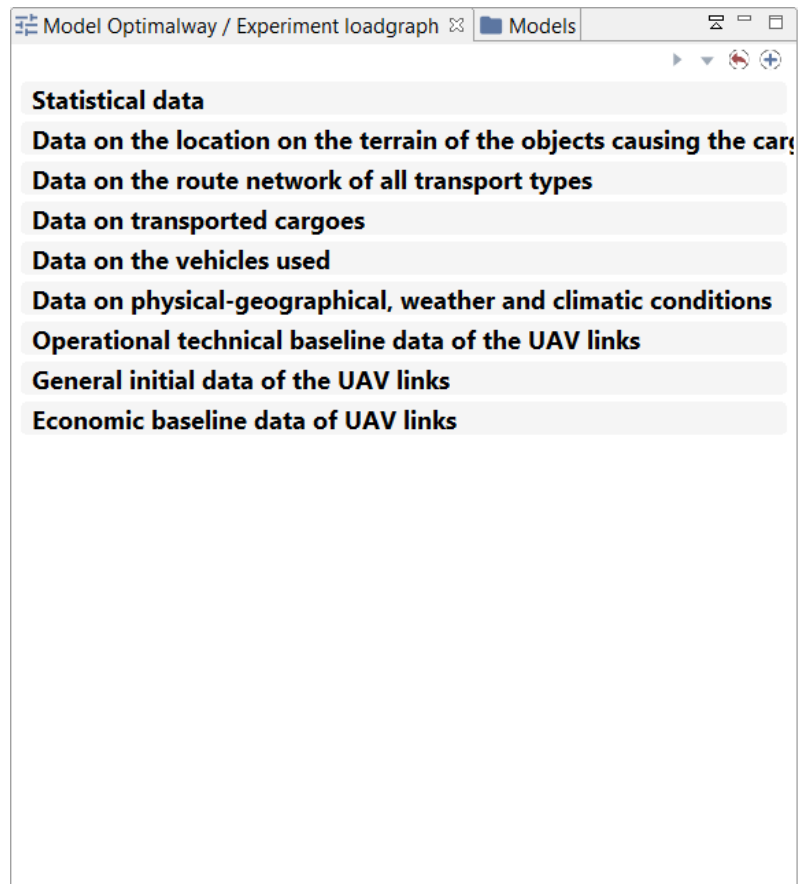 Model Optimalway / Experiment loadgraph
Models
Statistical data
Data on the location on the terrain of the objects causing the
Data on the route network of all transport types
Data on transported cargoes
Data on the vehicles used
Data on physical-geographical, weather and climatic conditions
Operational technical baseline data of the UAV links
General initial data of the UAV links
Economic baseline data of UAV links